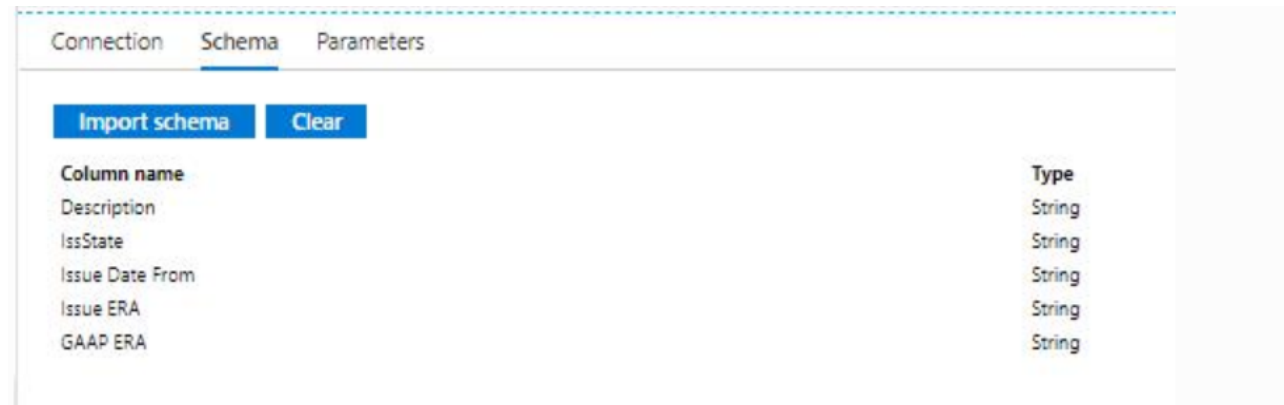 Connection Schema Parameters
Import schema Clear
Column name Type
Description String
IssState String
Issue Date From String
Issue ERA String
GAAP ERA String